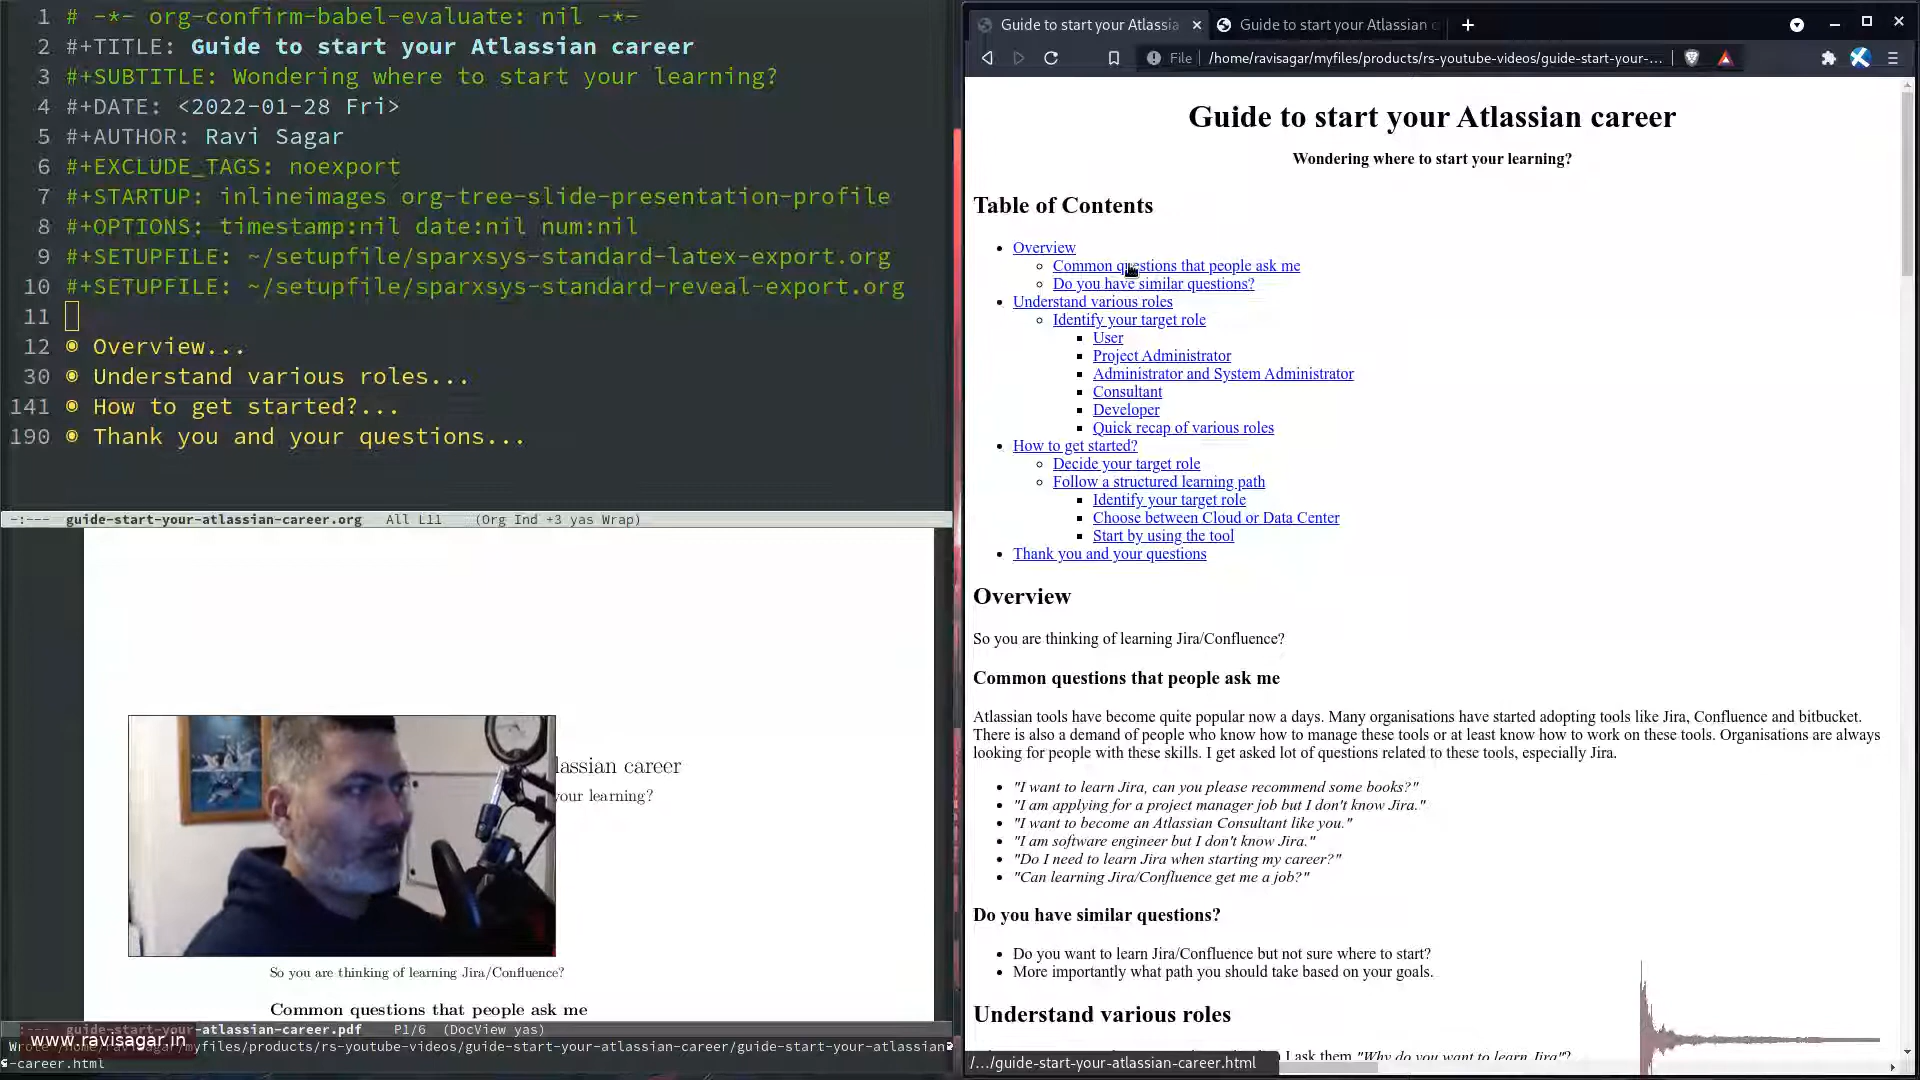 1 # -*- org-confirm-babel-evaluate: nil -*-
2 #+TITLE: Guide to start your Atlassian career
3 #+SUBTITLE: Wondering where to start your learning?
4 #+DATE: <2022-01-28 Fri>
5 #+AUTHOR: Ravi Sagar
6 #+EXCLUDE_TAGS: noexport
7 #+STARTUP: inlineimages org-tree-slide-presentation-profile
8 #+OPTIONS: timestamp:nil date:nil num:nil
9 #+SETUPFILE: ~/setupfile/sparxsys-standard-latex-export.org
10 #+SETUPFILE: ~/setupfile/sparxsys-standard-reveal-export.org
11
12 Overview...
30 Understand various roles...
141 How to get started?...
190 Thank you and your questions...
-:--- guide-start-your-atlassian-career.org All L11 (Org Ind +3 yas Wrap)
lassian career
your learning?
So you are thinking of learning Jira/Confluence?
Common questions that people ask me
guide-start-your-atlassian-career.pdf P1/6 (DocView yas)
www.ravisagar.in
Wrote /home/ravisagar/myfiles/products/rs-youtube-videos/guide-start-your-atlassian-career/guide-start-your-atlassian
-career.html
Guide to start your Atlassia
Guide to start your Atlassian c
File /home/ravisagar/myfiles/products/rs-youtube-videos/guide-start-your-...
Guide to start your Atlassian career
Wondering where to start your learning?
Table of Contents
Overview
Common questions that people ask me
Do you have similar questions?
Understand various roles
Identify your target role
User
Project Administrator
Administrator and System Administrator
Consultant
Developer
Quick recap of various roles
How to get started?
Decide your target role
Follow a structured learning path
Identify your target role
Choose between Cloud or Data Center
Start by using the tool
Thank you and your questions
Overview
So you are thinking of learning Jira/Confluence?
Common questions that people ask me
Atlassian tools have become quite popular now a days. Many organisations have started adopting tools like Jira, Confluence and bitbucket.
There is also a demand of people who know how to manage these tools or at least know how to work on these tools. Organisations are always
looking for people with these skills. I get asked lot of questions related to these tools, especially Jira.
"I want to learn Jira, can you please recommend some books?"
"I am applying for a project manager job but I don't know Jira."
"I want to become an Atlassian Consultant like you."
"I am software engineer but I don't know Jira."
"Do I need to learn Jira when starting my career?"
"Can learning Jira/Confluence get me a job?"
Do you have similar questions?
Do you want to learn Jira/Confluence but not sure where to start?
More importantly what path you should take based on your goals.
Understand various roles
I ask them "Why do you want to learn Jira"?
/.../guide-start-your-atlassian-career.html